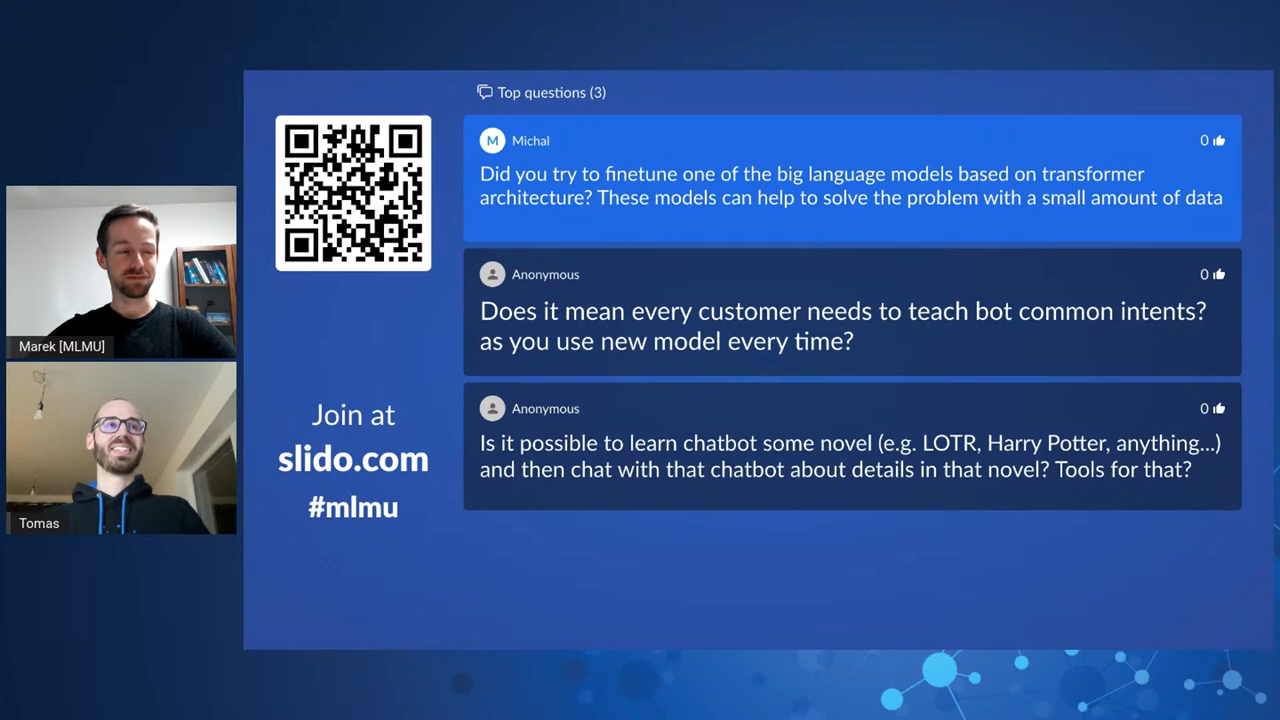 Top questions (3)
M Michal 0
Did you try to finetune one of the big language models based on transformer
architecture? These models can help to solve the problem with a small amount of data
Anonymous 0
Does it mean every customer needs to teach bot common intents?
as you use new model every time?
Anonymous 0
Is it possible to learn chatbot some novel (e.g. LOTR, Harry Potter, anything...)
and then chat with that chatbot about details in that novel? Tools for that?
Join at
slido.com
#mlmu
Marek [MLMU]
Tomas